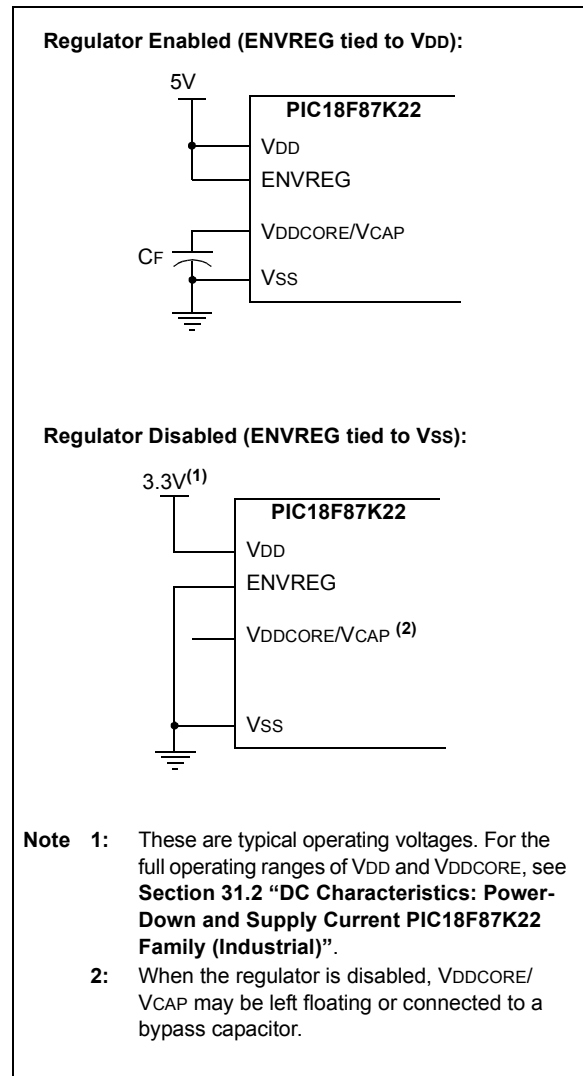 Regulator Enabled (ENVREG tied to VDD):
5V
PIC18F87K22
VDD
ENVREG
VDDCORE/VCAP
CF
VSS
Regulator Disabled (ENVREG tied to VSS):
3.3V(1)
PIC18F87K22
VDD
ENVREG
VDDCORE/VCAP (2)
VSS
Note 1: These are typical operating voltages. For the
full operating ranges of VDD and VDDCORE, see
Section 31.2 “DC Characteristics: Power-
Down and Supply Current PIC18F87K22
Family (Industrial)”.
2: When the regulator is disabled, VDDCORE/
VCAP may be left floating or connected to a
bypass capacitor.